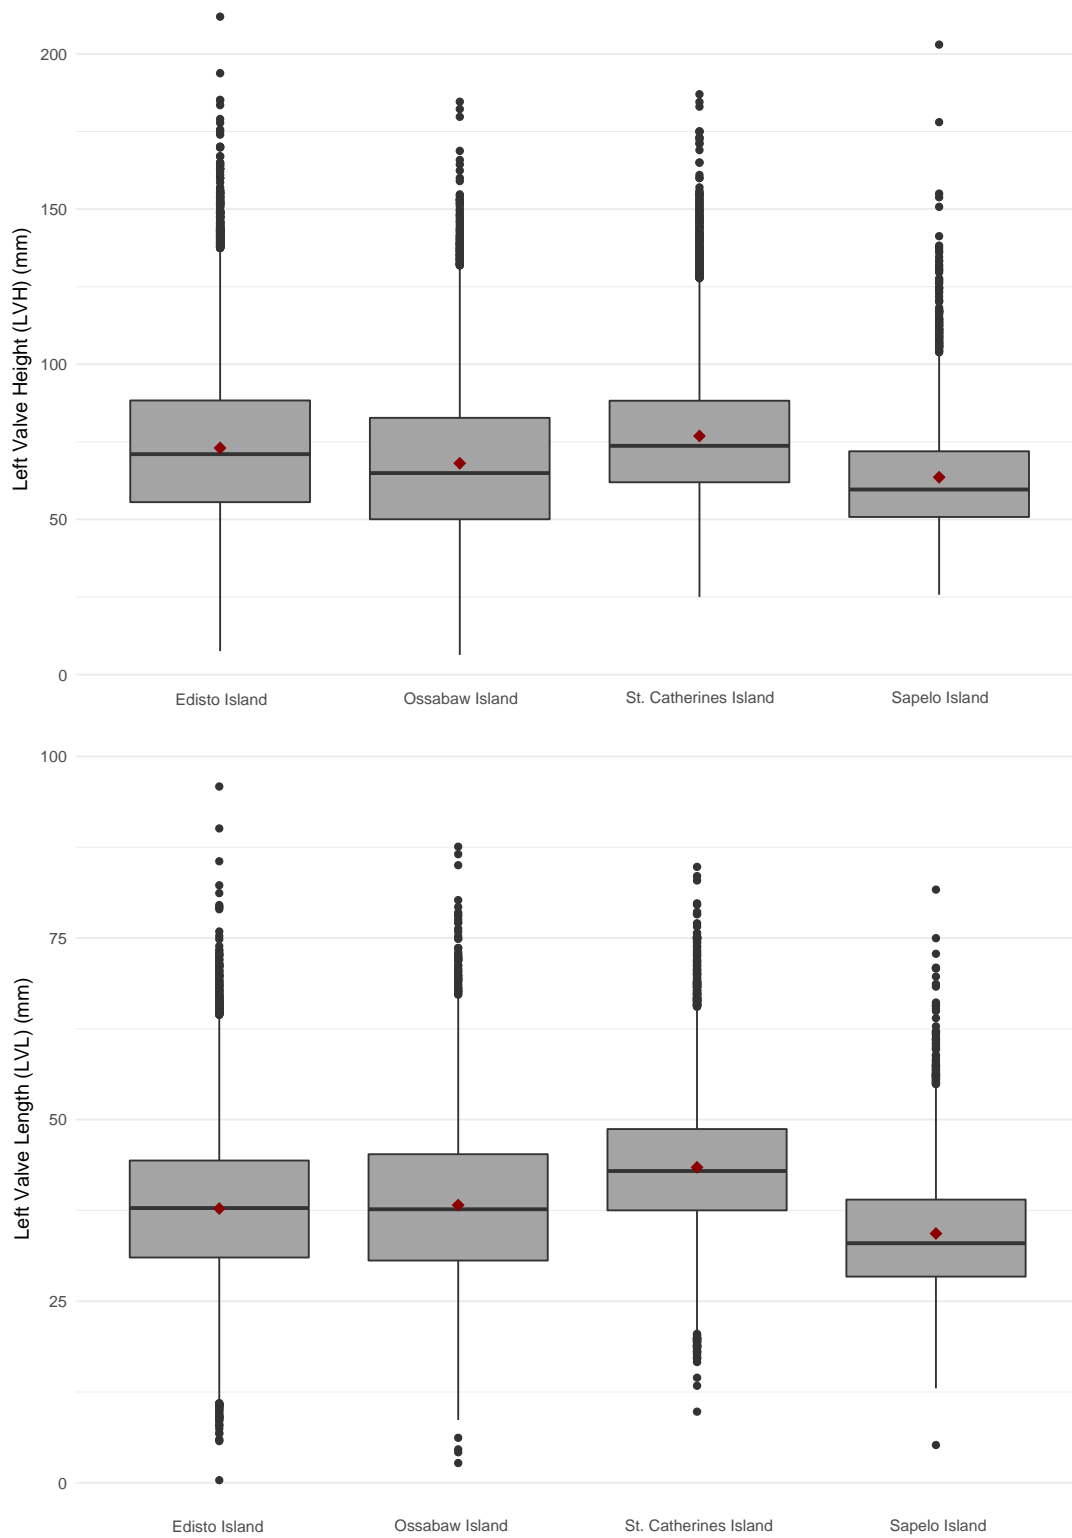 Left Valve Height (LVH) (mm)
200
150
100
50
0
Edisto Island
Ossabaw Island
St. Catherines Island
Sapelo Island
Left Valve Length (LVL) (mm)
100
75
50
25
0
Edisto Island
Ossabaw Island
St. Catherines Island
Sapelo Island